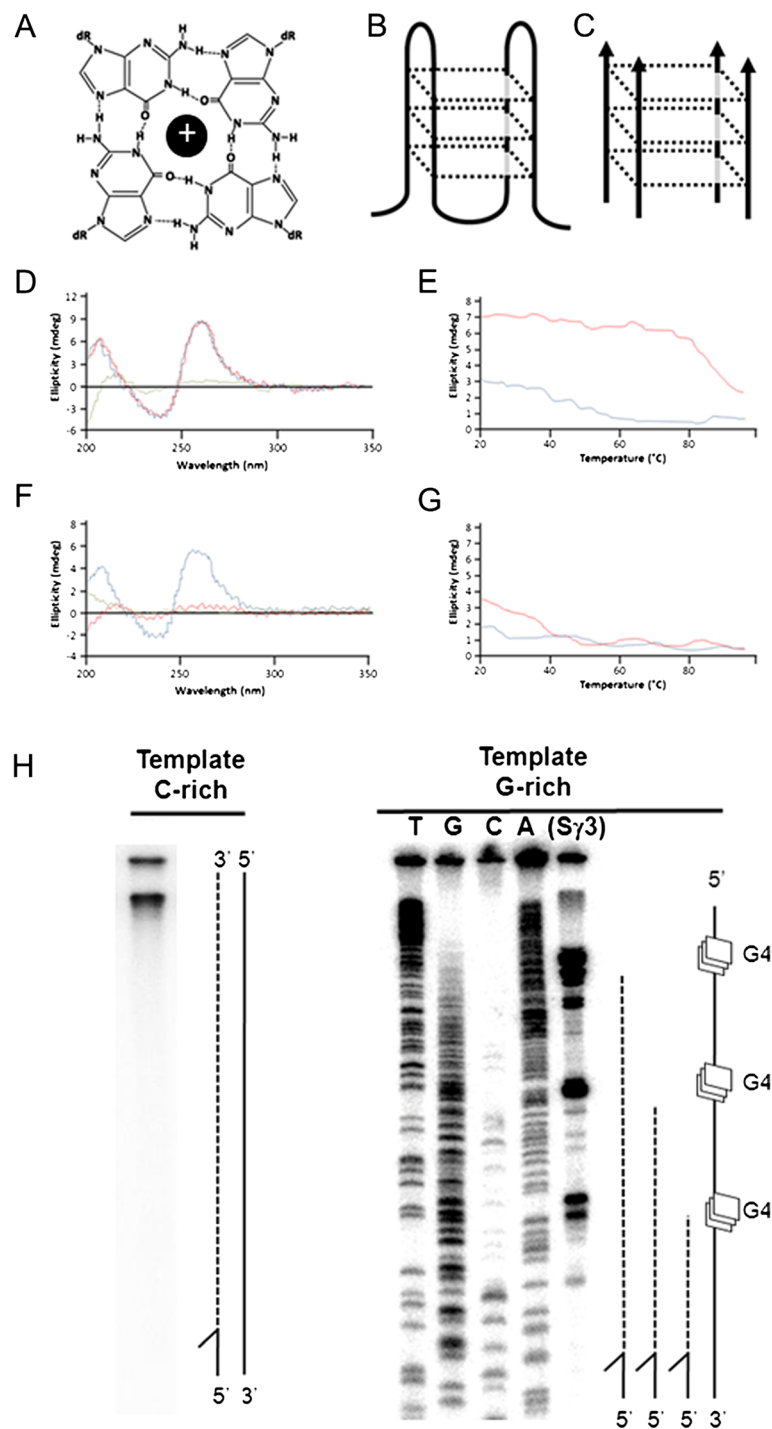 A
B
C
dR
H
dR
N
N
N
H
N
N
N
H
N
N
H
O
O
N
N
H
H
+
H
H
N
H
N
N
H
H
O
H
N
O
H
N
N
N
N
N
H
N
N
N
dR
H
dR
D
E
Ellipticity (mdeg)
12
9
6
3
0
-3
-6
200
250
300
350
Wavelength (nm)
Ellipticity (mdeg)
8
7
6
5
4
3
2
1
0
20
40
60
80
Temperature (°C)
F
G
Ellipticity (mdeg)
8
6
4
2
0
-2
-4
200
250
300
350
Wavelength (nm)
Ellipticity (mdeg)
8
7
6
5
4
3
2
1
0
20
40
60
80
Temperature (°C)
H
Template
C-rich
Template
G-rich
T G C A (Sγ3)
3' 5'
5'
G4
G4
G4
5' 3'
5' 5' 5' 3'